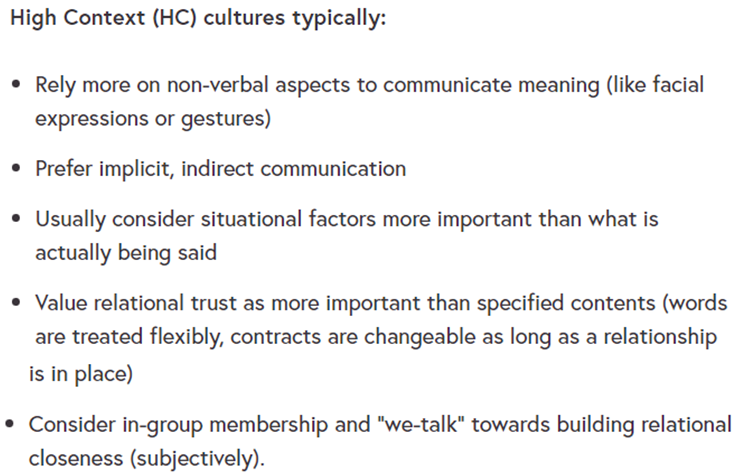 High Context (HC) cultures typically:
• Rely more on non-verbal aspects to communicate meaning (like facial
expressions or gestures)
• Prefer implicit, indirect communication
• Usually consider situational factors more important than what is
actually being said
• Value relational trust as more important than specified contents (words
are treated flexibly, contracts are changeable as long as a relationship
is in place)
• Consider in-group membership and "we-talk" towards building relational
closeness (subjectively).